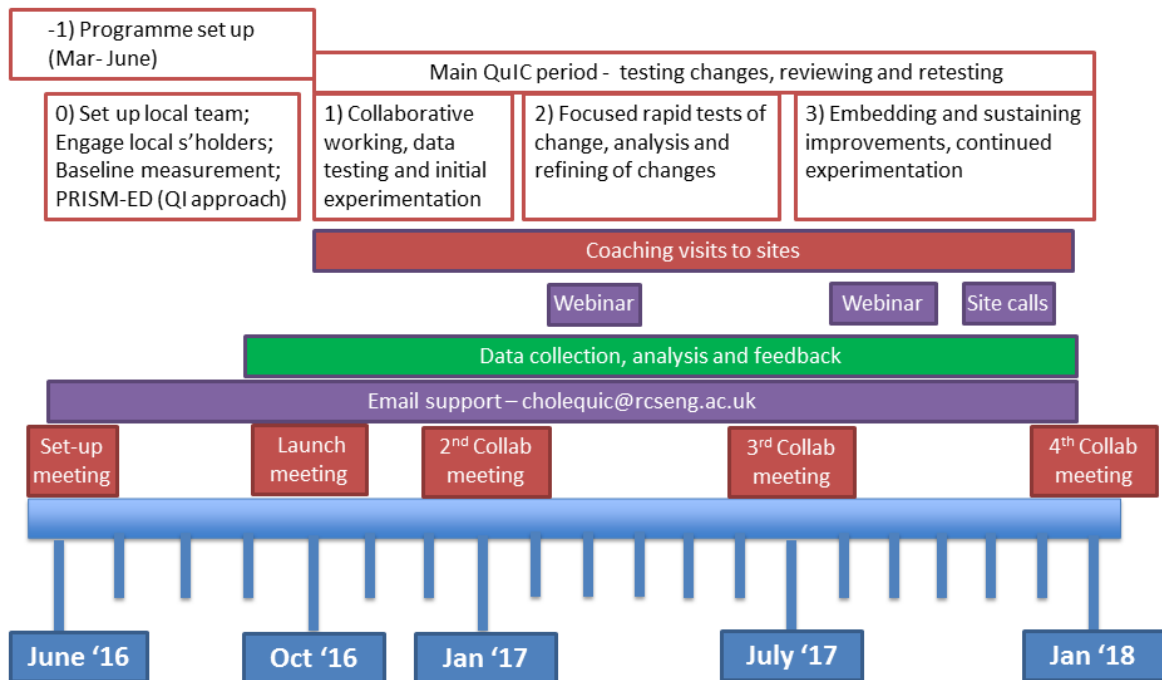 -1) Programme set up
(Mar- June)
Main QuIC period - testing changes, reviewing and retesting
0) Set up local team;
Engage local s'holders;
Baseline measurement;
PRISM-ED (QI approach)
1) Collaborative
working, data
testing and initial
experimentation
2) Focused rapid tests of
change, analysis and
refining of changes
3) Embedding and sustaining
improvements, continued
experimentation
Coaching visits to sites
Webinar
Webinar
Site calls
Data collection, analysis and feedback
Email support – cholequic@rcseng.ac.uk
Set-up
meeting
Launch
meeting
2nd Collab
meeting
3rd Collab
meeting
4th Collab
meeting
June ‘16
Oct ‘16
Jan ‘17
July ‘17
Jan ‘18